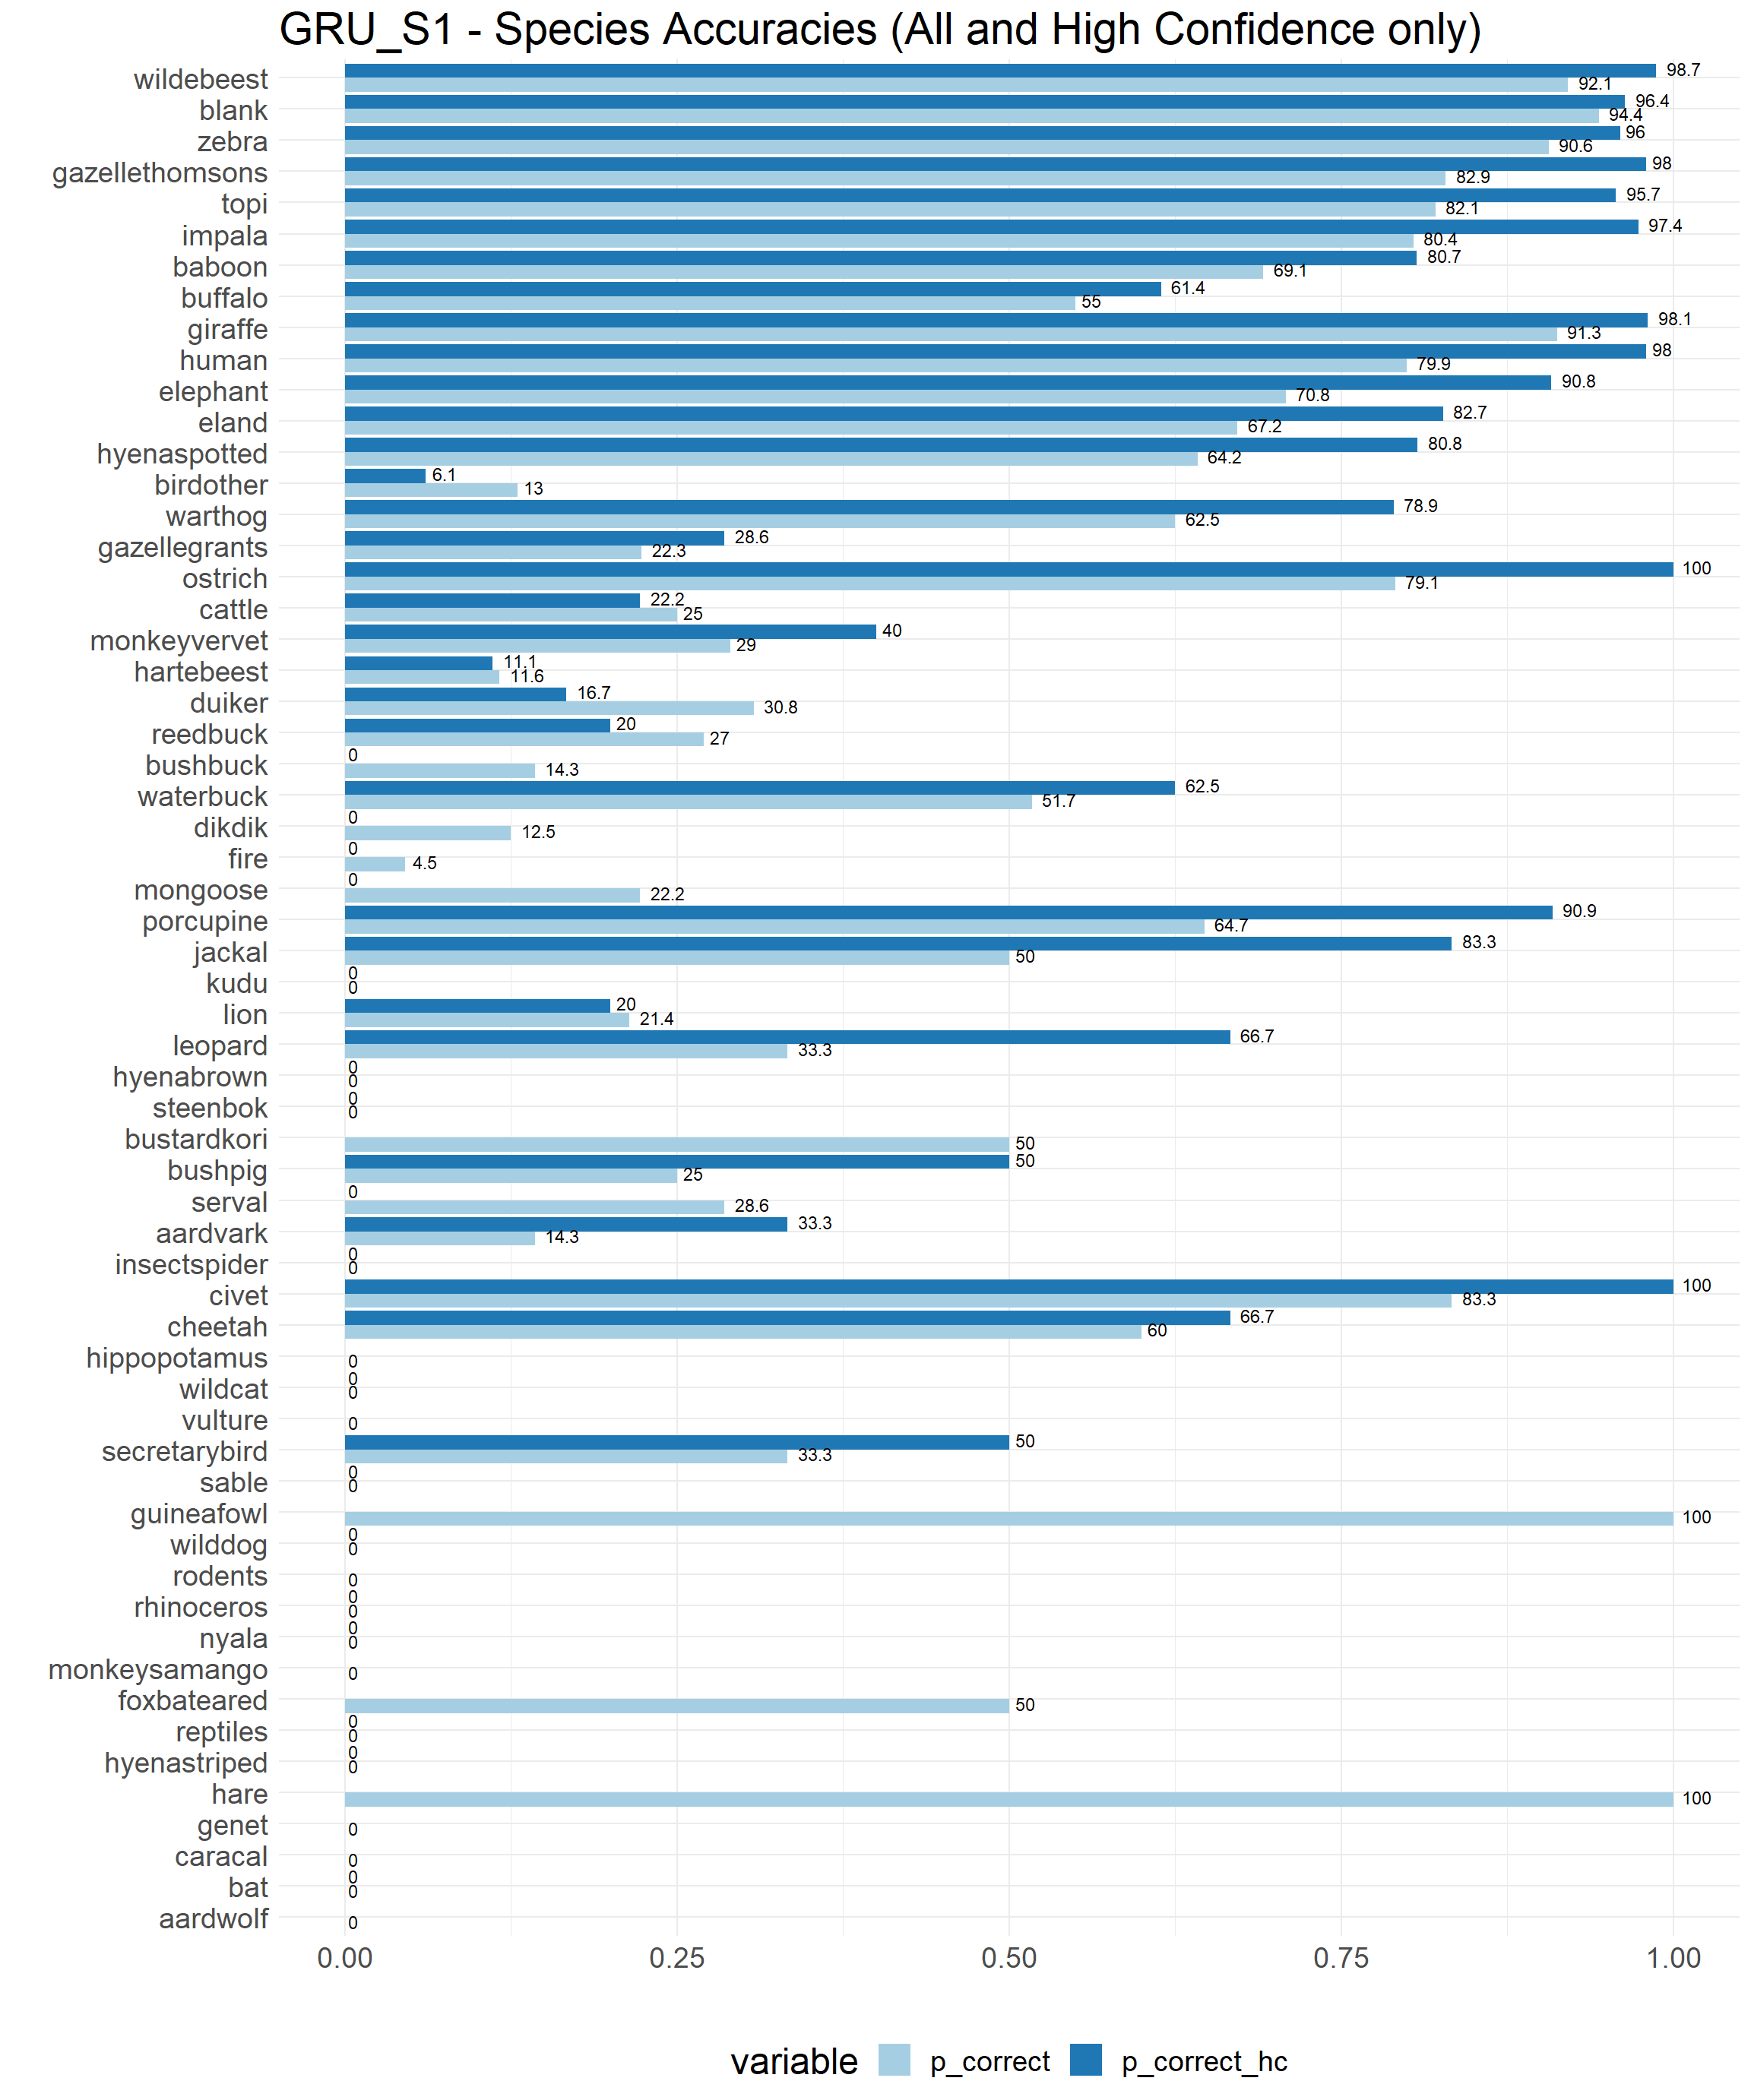 GRU_S1 - Species Accuracies (All and High Confidence only)
wildebeest 98.7 92.1
blank 96.4 94.4
zebra 96 90.6
gazellethomsons 98 82.9
topi 95.7 82.1
impala 97.4 80.4
baboon 80.7 69.1
buffalo 61.4 55
giraffe 98.1 91.3
human 98 79.9
elephant 90.8 70.8
eland 82.7 67.2
hyenaspotted 80.8 64.2
birdother 6.1 13
warthog 78.9 62.5
gazellegrants 28.6 22.3
ostrich 100 79.1
cattle 22.2 25
monkeyvervet 40 29
hartebeest 11.1 11.6
duiker 16.7 30.8
reedbuck 20 27
bushbuck 0 14.3
waterbuck 62.5 51.7
dikdik 0 12.5
fire 0 4.5
mongoose 0 22.2
porcupine 90.9 64.7
jackal 83.3 50
kudu 0 0
lion 20 21.4
leopard 66.7 33.3
hyenabrown 0 0
steenbok 0 0
bustardkori 50
bushpig 50 25
serval 0 28.6
aardvark 33.3 14.3
insectspider 0 0
civet 100 83.3
cheetah 66.7 60
hippopotamus 0
wildcat 0 0
vulture 0
secretarybird 50 33.3
sable 0 0
guineafowl 100
wilddog 0 0
rodents 0
rhinoceros 0 0
nyala 0 0
monkeysamango 0
foxbateared 50
reptiles 0 0
hyenastriped 0 0
hare 100
genet 0
caracal 0
bat 0 0
aardwolf 0
0.00 0.25 0.50 0.75 1.00
variable p_correct p_correct_hc